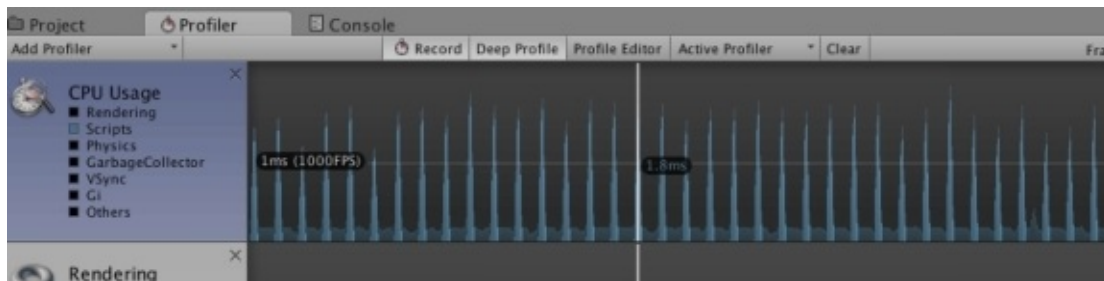 Project
Profiler
Console
Add Profiler
Record
Deep Profile
Profile Editor
Active Profiler
Clear
Fra
CPU Usage
Rendering
Scripts
Physics
GarbageCollector
VSync
Gi
Others
1ms (1000FPS)
1.8ms
Rendering